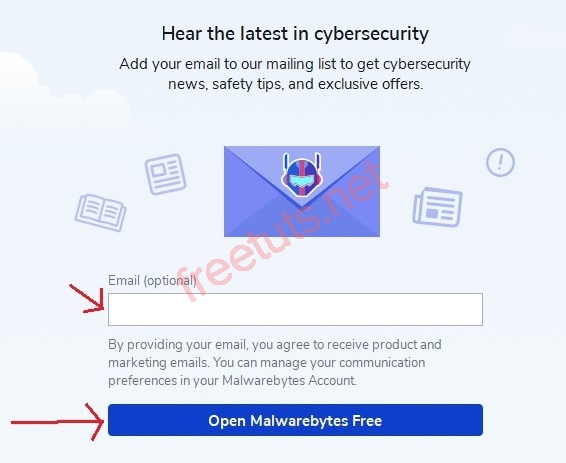 Hear the latest in cybersecurity
Add your email to our mailing list to get cybersecurity
news, safety tips, and exclusive offers.
freetuts.net
Email (optional)
By providing your email, you agree to receive product and
marketing emails. You can manage your communication
preferences in your Malwarebytes Account.
Open Malwarebytes Free